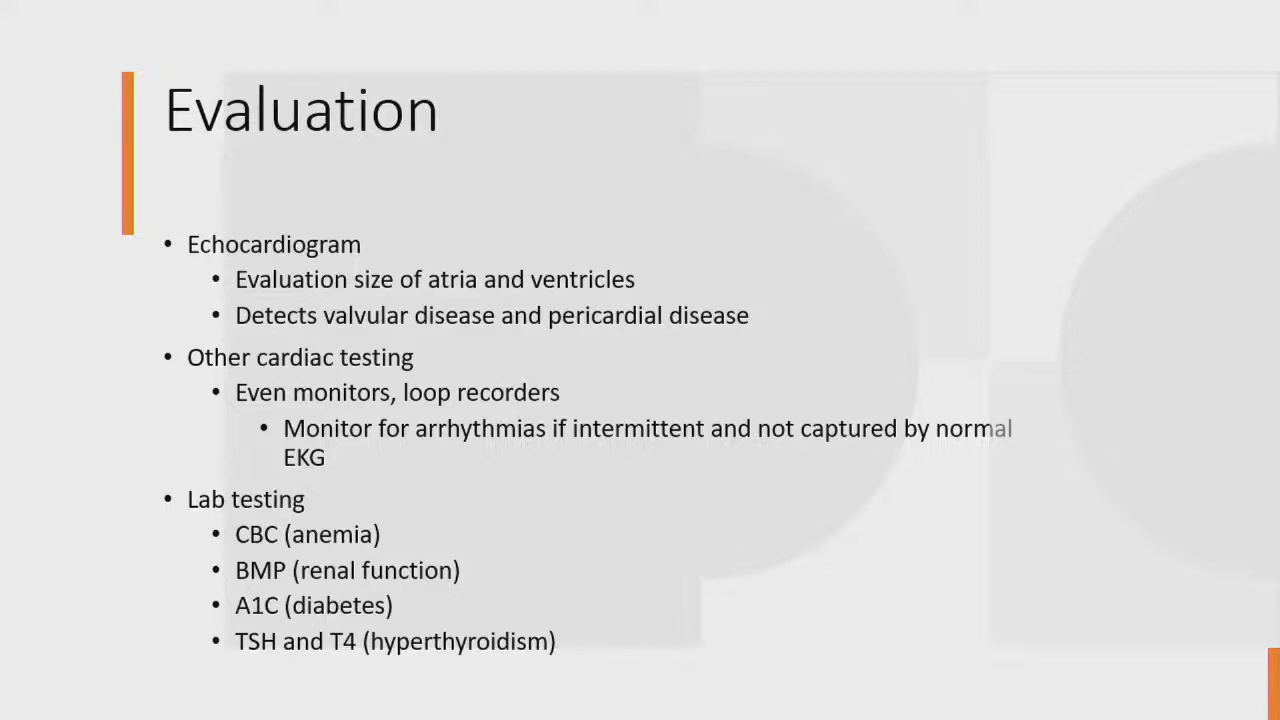 Evaluation
• Echocardiogram
• Evaluation size of atria and ventricles
• Detects valvular disease and pericardial disease
• Other cardiac testing
• Even monitors, loop recorders
• Monitor for arrhythmias if intermittent and not captured by normal
EKG
• Lab testing
• CBC (anemia)
• BMP (renal function)
• A1C (diabetes)
• TSH and T4 (hyperthyroidism)